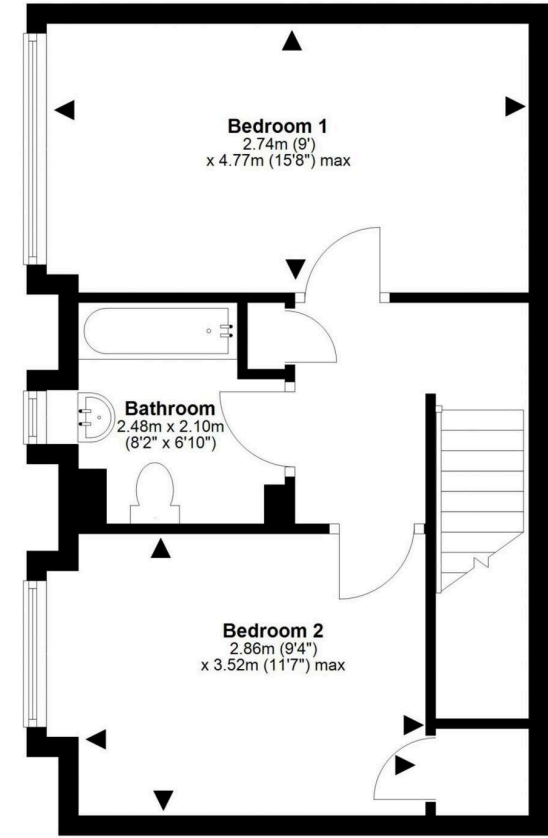 Bedroom 1
2.74m (9')
x 4.77m (15'8") max
Bathroom
2.48m x 2.10m
(8'2" x 6'10")
Bedroom 2
2.86m (9'4")
x 3.52m (11'7") max